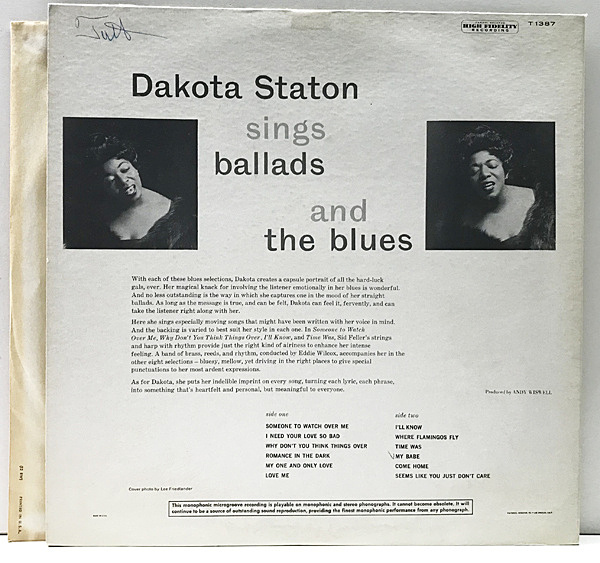 HIGH FIDELITY
RECORDING
T 1387
Dakota Staton
sings
ballads
and
the blues
With each of these blues selections, Dakota creates a capsule portrait of all the hard-luck
gals, ever. Her magical knack for involving the listener emotionally in her blues is wonderful.
And no less outstanding is the way in which she captures one in the mood of her straight
ballads. As long as the message is true, and can be felt, Dakota can feel it, fervently, and can
take the listener right along with her.
Here she sings especially moving songs that might have been written with her voice in mind.
And the backing is varied to best suit her style in each one. In Someone to Watch
Over Me, Why Don't You Think Things Over, I'll Know, and Time Was, Sid Feller's strings
and harp with rhythm provide just the right kind of airiness to enhance her intense
feeling. A band of brass, reeds, and rhythm, conducted by Eddie Wilcox, accompanies her in the
other eight selections – bluesy, mellow, yet driving in the right places to give special
punctuations to her most ardent expressions.
As for Dakota, she puts her indelible imprint on every song, turning each lyric, each phrase,
into something that's heartfelt and personal, but meaningful to everyone.
Produced by ANDY WISWELL
side one
SOMEONE TO WATCH OVER ME
I NEED YOUR LOVE SO BAD
WHY DON'T YOU THINK THINGS OVER
ROMANCE IN THE DARK
MY ONE AND ONLY LOVE
LOVE ME
side two
I'LL KNOW
WHERE FLAMINGOS FLY
TIME WAS
MY BABE
COME HOME
SEEMS LIKE YOU JUST DON'T CARE
Cover photo by Lee Friedlander
This monophonic microgroove recording is playable on monophonic and stereo phonographs. It cannot become obsolete. It will
continue to be a source of outstanding sound reproduction, providing the finest monophonic performance from any phonograph.
PRINTED IN U.S.A.